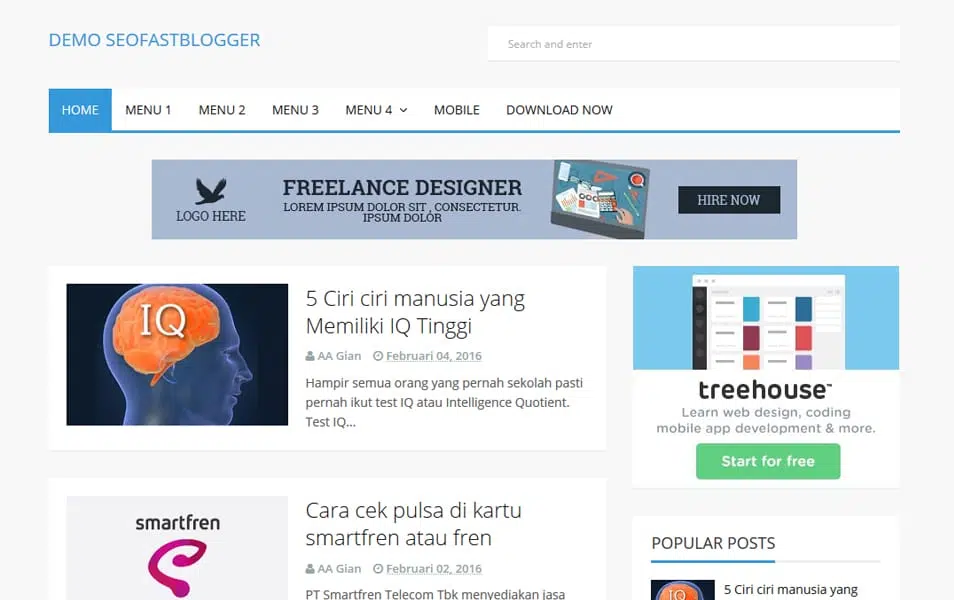 DEMO SEOFASTBLOGGER
Search and enter
HOME
MENU 1
MENU 2
MENU 3
MENU 4
MOBILE
DOWNLOAD NOW
LOGO HERE
FREELANCE DESIGNER
LOREM IPSUM DOLOR SIT , CONSECTETUR.
IPSUM DOLOR
HIRE NOW
IQ
5 Ciri ciri manusia yang
Memiliki IQ Tinggi
AA Gian Februari 04, 2016
Hampir semua orang yang pernah sekolah pasti
pernah ikut test IQ atau Intelligence Quotient.
Test IQ...
smartfren
Cara cek pulsa di kartu
smartfren atau fren
AA Gian Februari 02, 2016
PT Smartfren Telecom Tbk menyediakan jasa
treehouse™
Learn web design, coding
mobile app development & more.
Start for free
POPULAR POSTS
IQ
5 Ciri ciri manusia yang